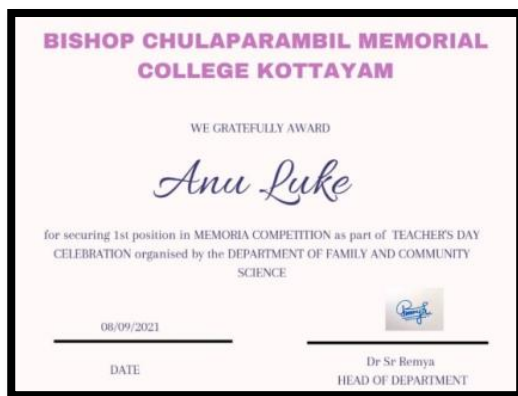 BISHOP CHULAPARAMBIL MEMORIAL
COLLEGE KOTTAYAM
WE GRATEFULLY AWARD
Anu Luke
for securing 1st position in MEMORIA COMPETITION as part of TEACHER'S DAY
CELEBRATION organised by the DEPARTMENT OF FAMILY AND COMMUNITY
SCIENCE
08/09/2021
DATE
Dr Sr Remya
HEAD OF DEPARTMENT